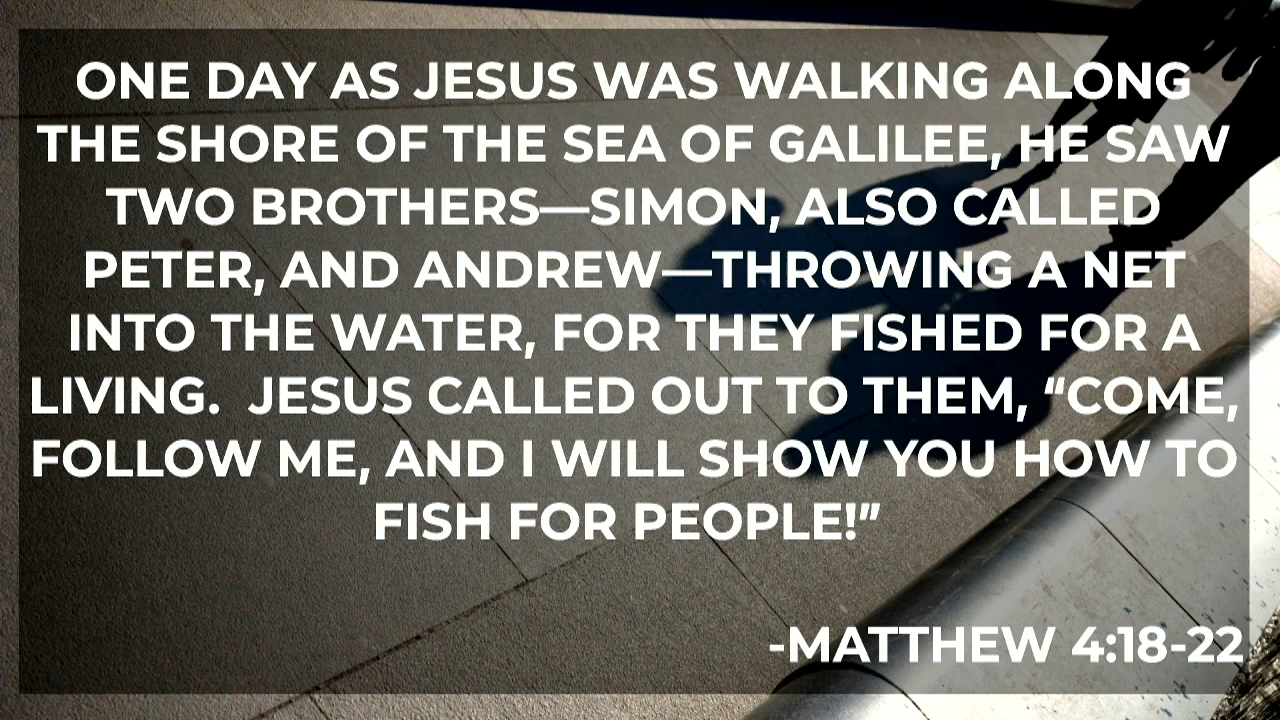 ONE DAY AS JESUS WAS WALKING ALONG
THE SHORE OF THE SEA OF GALILEE, HE SAW
TWO BROTHERS—SIMON, ALSO CALLED
PETER, AND ANDREW—THROWING A NET
INTO THE WATER, FOR THEY FISHED FOR A
LIVING.  JESUS CALLED OUT TO THEM, “COME,
FOLLOW ME, AND I WILL SHOW YOU HOW TO
FISH FOR PEOPLE!”
-MATTHEW 4:18-22